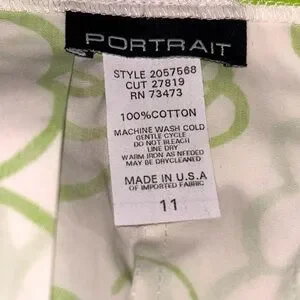 PORTRAIT
STYLE 2057568
CUT 27819
RN 73473
100%COTTON
MACHINE WASH COLD
GENTLE CYCLE
DO NOT BLEACH
LINE DRY
WARM IRON AS NEEDED
MAY BE DRYCLEANED
MADE IN U.S.A
OF IMPORTED FABRIC
11